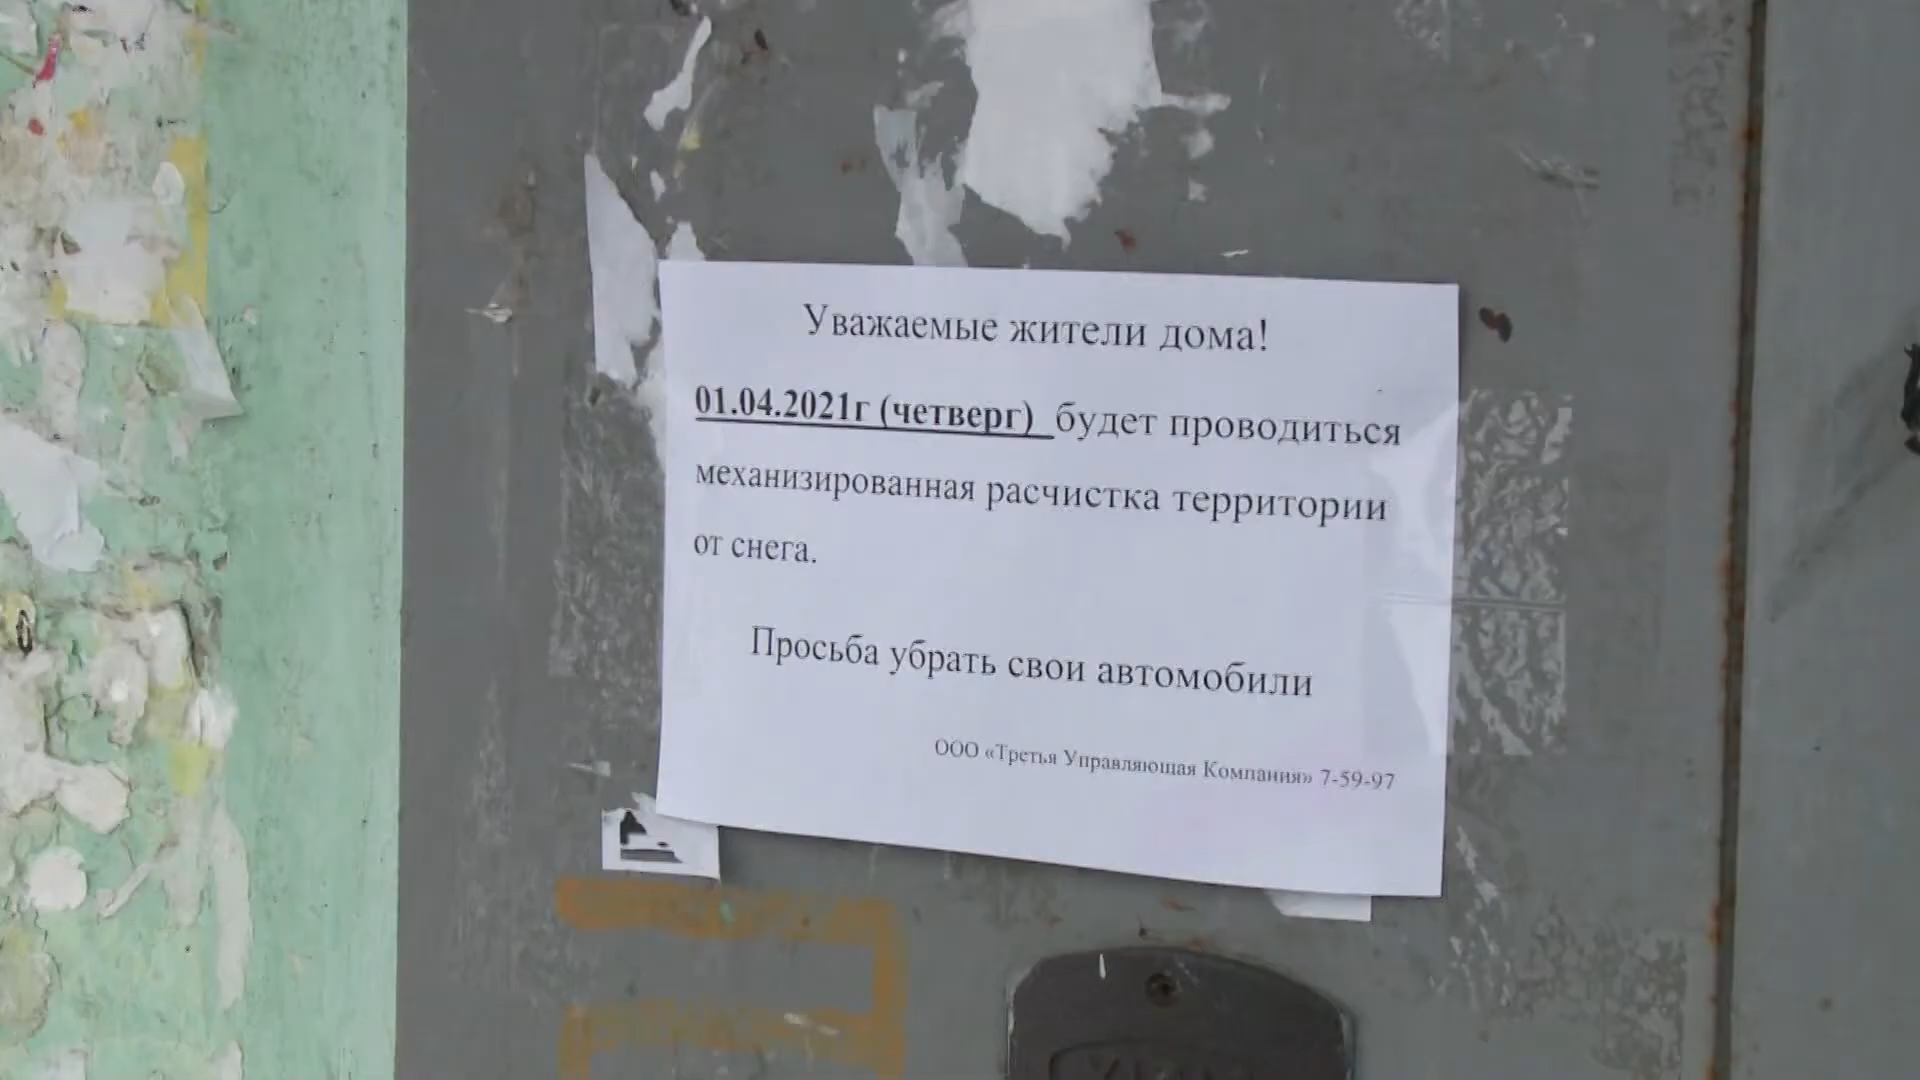 Уважаемые жители дома!
01.04.2021г (четверг) будет проводиться
механизированная расчистка территории
от снега.
Просьба убрать свои автомобили
ООО «Третья Управляющая Компания» 7-59-97